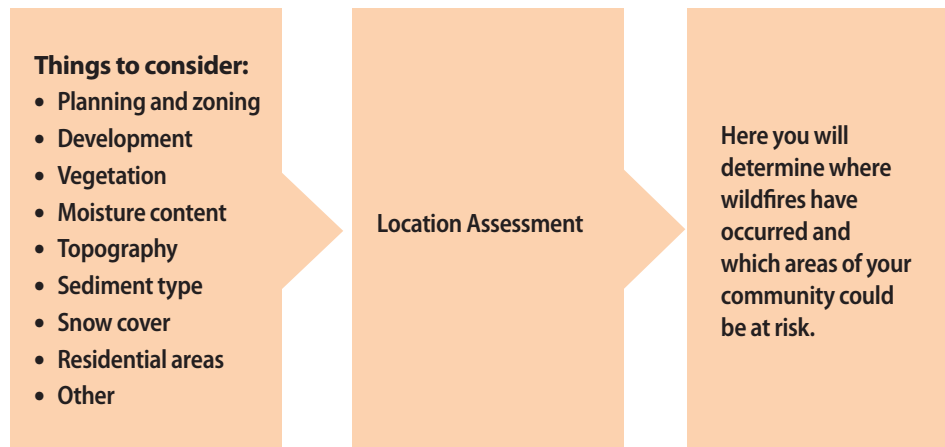 Things to consider:
• Planning and zoning
• Development
• Vegetation
• Moisture content
• Topography
• Sediment type
• Snow cover
• Residential areas
• Other
Location Assessment
Here you will
determine where
wildfires have
occurred and
which areas of your
community could
be at risk.